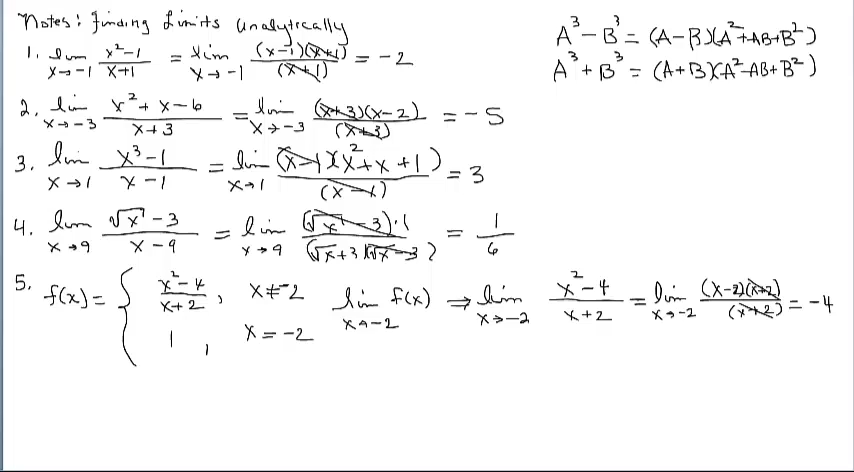 Notes: Finding Limits Analytically
A³ - B³ = (A - B)(A² + AB + B²)
A³ + B³ = (A + B)(A² - AB + B²)
1. lim x→-1 (x² - 1)/(x + 1) = lim x→-1 (x - 1)(x + 1)/(x + 1) = -2
2. lim x→-3 (x² + x - 6)/(x + 3) = lim x→-3 (x + 3)(x - 2)/(x + 3) = -5
3. lim x→1 (x³ - 1)/(x - 1) = lim x→1 (x - 1)(x² + x + 1)/(x - 1) = 3
4. lim x→9 (√x - 3)/(x - 9) = lim x→9 (√x - 3)·1/(√x + 3)(√x - 3) = 1/6
5. f(x) = { (x² - 4)/(x + 2), x ≠ -2 lim x→-2 f(x) ⇒ lim x→-2 (x² - 4)/(x + 2) = lim x→-2 (x - 2)(x + 2)/(x + 2) = -4
1, x = -2